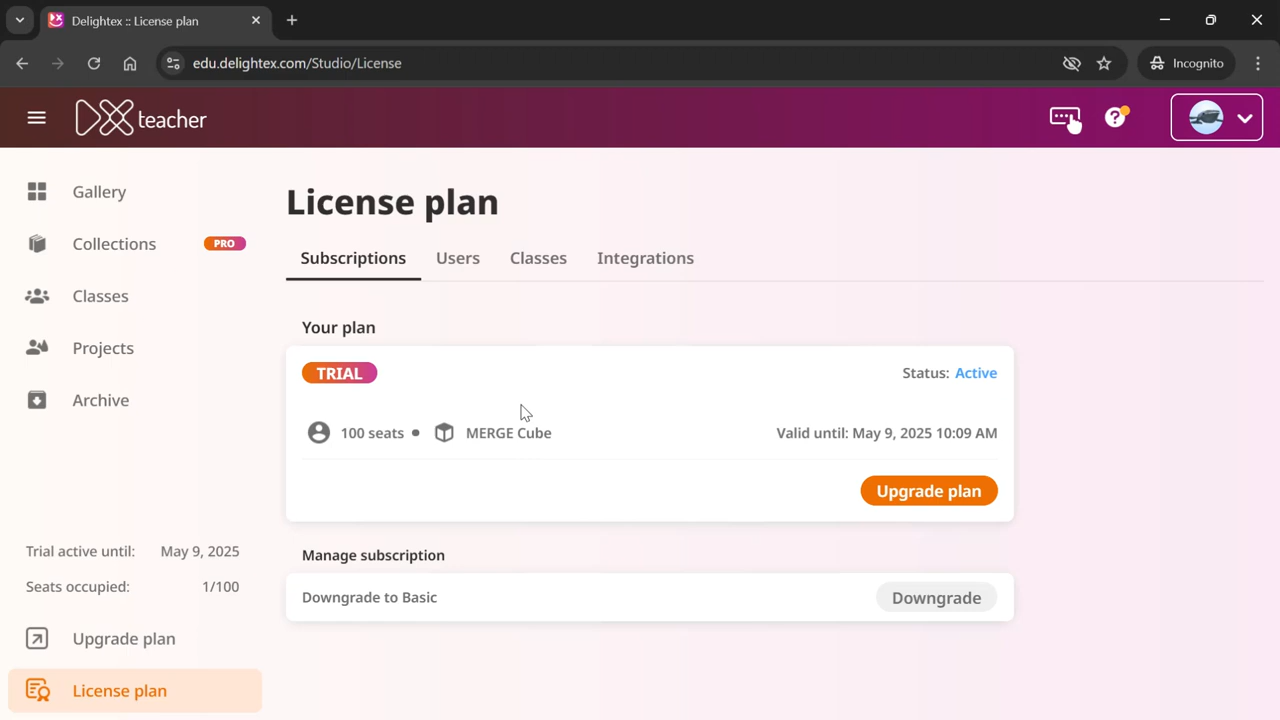 Delightex :: License plan
edu.delightex.com/Studio/License
Incognito
DX teacher
Gallery
Collections PRO
Classes
Projects
Archive
Trial active until: May 9, 2025
Seats occupied: 1/100
Upgrade plan
License plan
License plan
Subscriptions Users Classes Integrations
Your plan
TRIAL Status: Active
100 seats • MERGE Cube Valid until: May 9, 2025 10:09 AM
Upgrade plan
Manage subscription
Downgrade to Basic Downgrade